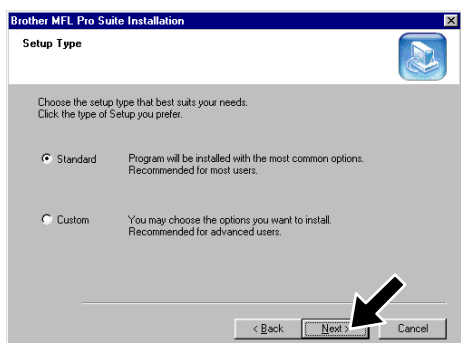 Brother MFL Pro Suite Installation
Setup Type
Choose the setup type that best suits your needs.
Click the type of Setup you prefer.
Standard Program will be installed with the most common options.
Recommended for most users.
Custom You may choose the options you want to install.
Recommended for advanced users.
< Back Next > Cancel